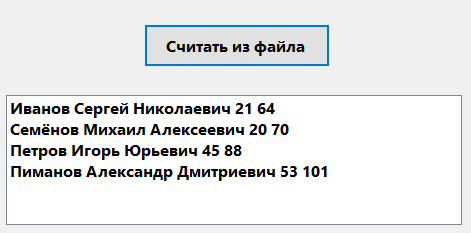 Считать из файла
Иванов Сергей Николаевич 21 64
Семёнов Михаил Алексеевич 20 70
Петров Игорь Юрьевич 45 88
Пиманов Александр Дмитриевич 53 101